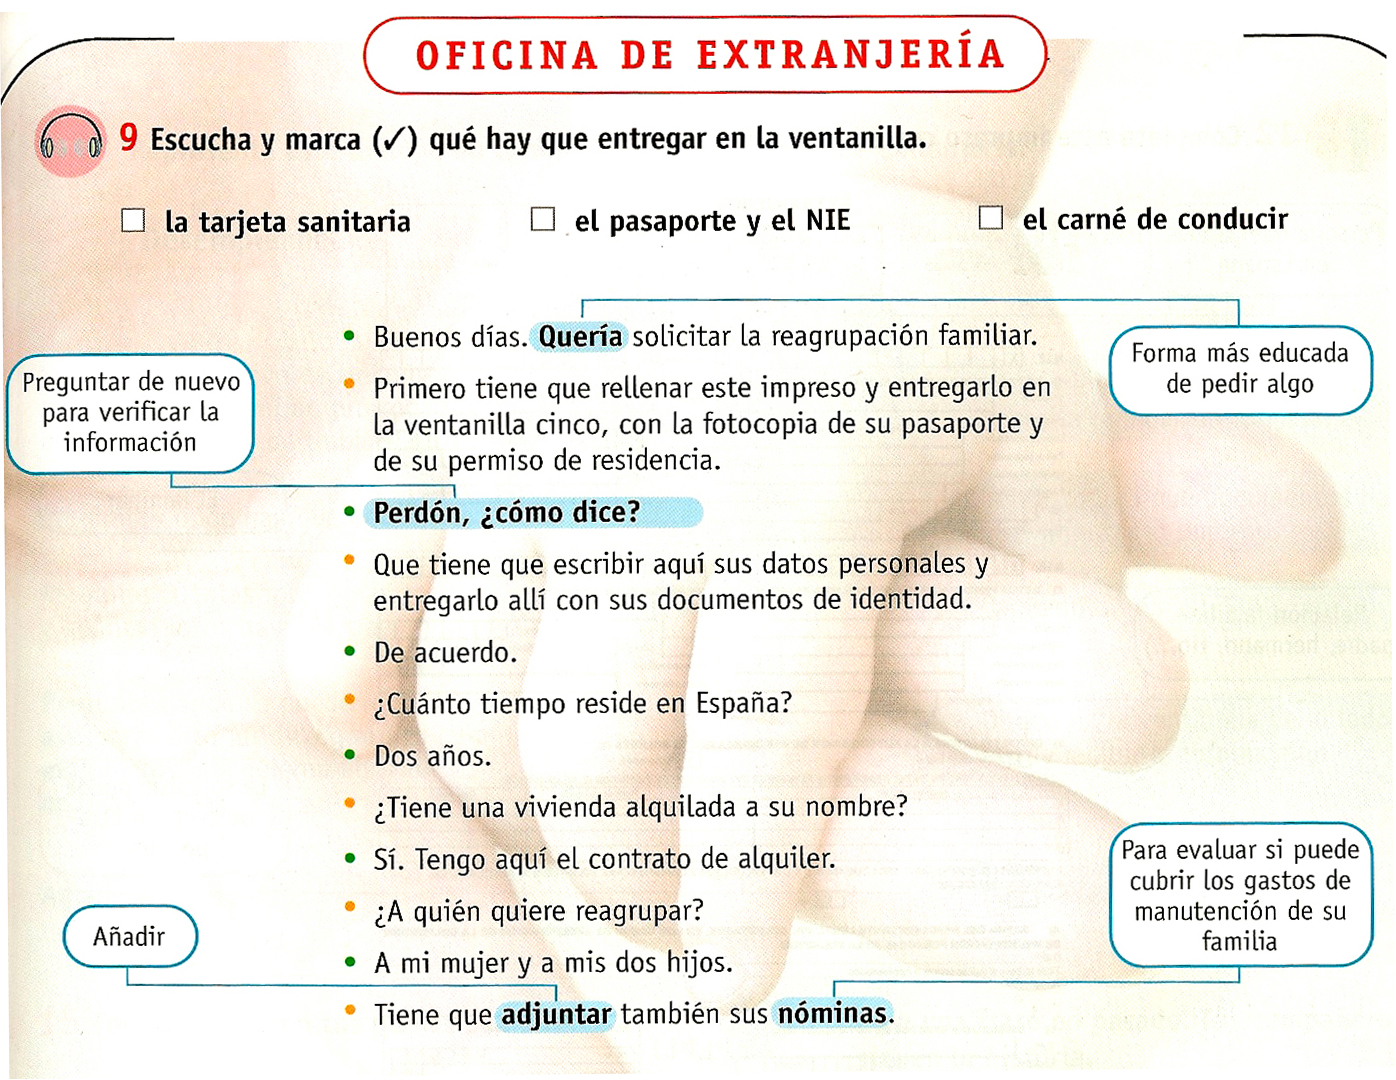 OFICINA DE EXTRANJERÍA
9 Escucha y marca (✓) qué hay que entregar en la ventanilla.
☐ la tarjeta sanitaria
☐ el pasaporte y el NIE
☐ el carné de conducir
• Buenos días. Quería solicitar la reagrupación familiar.
Forma más educada
de pedir algo
Preguntar de nuevo
para verificar la
información
• Primero tiene que rellenar este impreso y entregarlo en
la ventanilla cinco, con la fotocopia de su pasaporte y
de su permiso de residencia.
• Perdón, ¿cómo dice?
• Que tiene que escribir aquí sus datos personales y
entregarlo allí con sus documentos de identidad.
• De acuerdo.
• ¿Cuánto tiempo reside en España?
• Dos años.
• ¿Tiene una vivienda alquilada a su nombre?
• Sí. Tengo aquí el contrato de alquiler.
• ¿A quién quiere reagrupar?
• A mi mujer y a mis dos hijos.
Para evaluar si puede
cubrir los gastos de
manutención de su
familia
Añadir
• Tiene que adjuntar también sus nóminas.